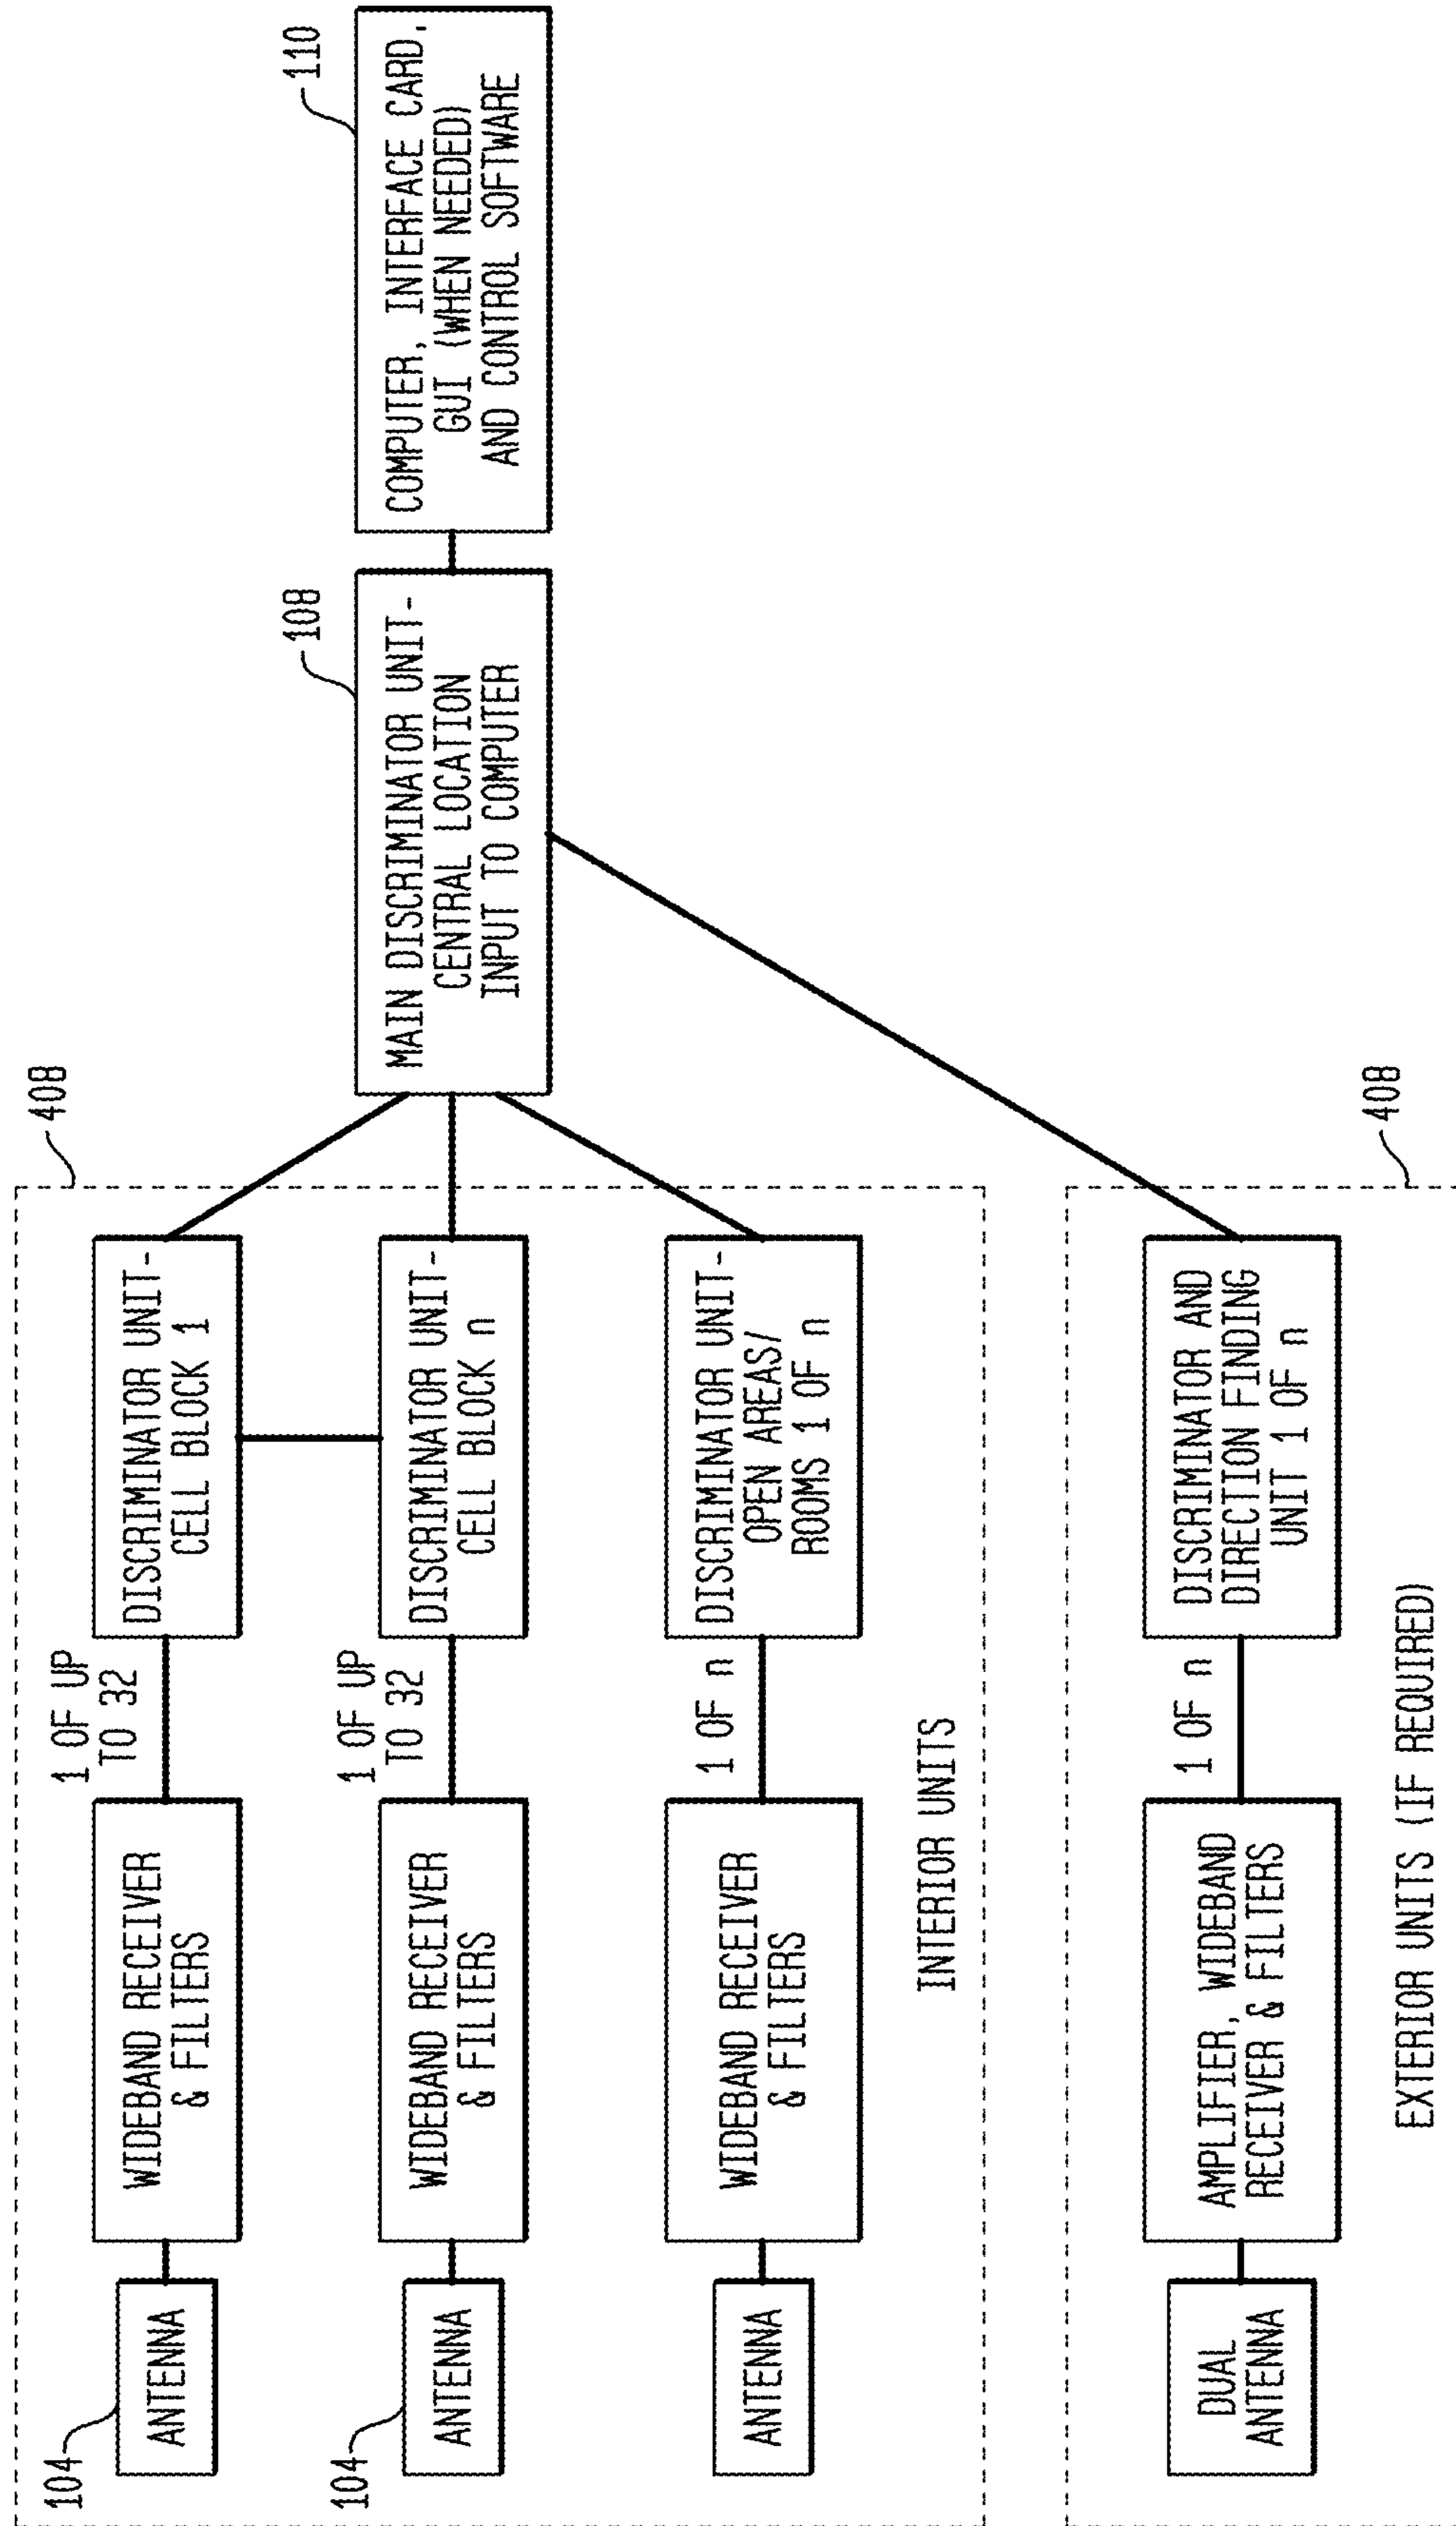 408
104
ANTENNA
WIDEBAND RECEIVER
& FILTERS
1 OF UP
TO 32
DISCRIMINATOR UNIT-
CELL BLOCK 1
104
ANTENNA
WIDEBAND RECEIVER
& FILTERS
1 OF UP
TO 32
DISCRIMINATOR UNIT-
CELL BLOCK n
ANTENNA
WIDEBAND RECEIVER
& FILTERS
1 OF n
DISCRIMINATOR UNIT-
OPEN AREAS/
ROOMS 1 OF n
INTERIOR UNITS
108
MAIN DISCRIMINATOR UNIT-
CENTRAL LOCATION
INPUT TO COMPUTER
110
COMPUTER, INTERFACE CARD,
GUI (WHEN NEEDED)
AND CONTROL SOFTWARE
DUAL
ANTENNA
AMPLIFIER, WIDEBAND
RECEIVER & FILTERS
1 OF n
DISCRIMINATOR AND
DIRECTION FINDING
UNIT 1 OF n
408
EXTERIOR UNITS (IF REQUIRED)